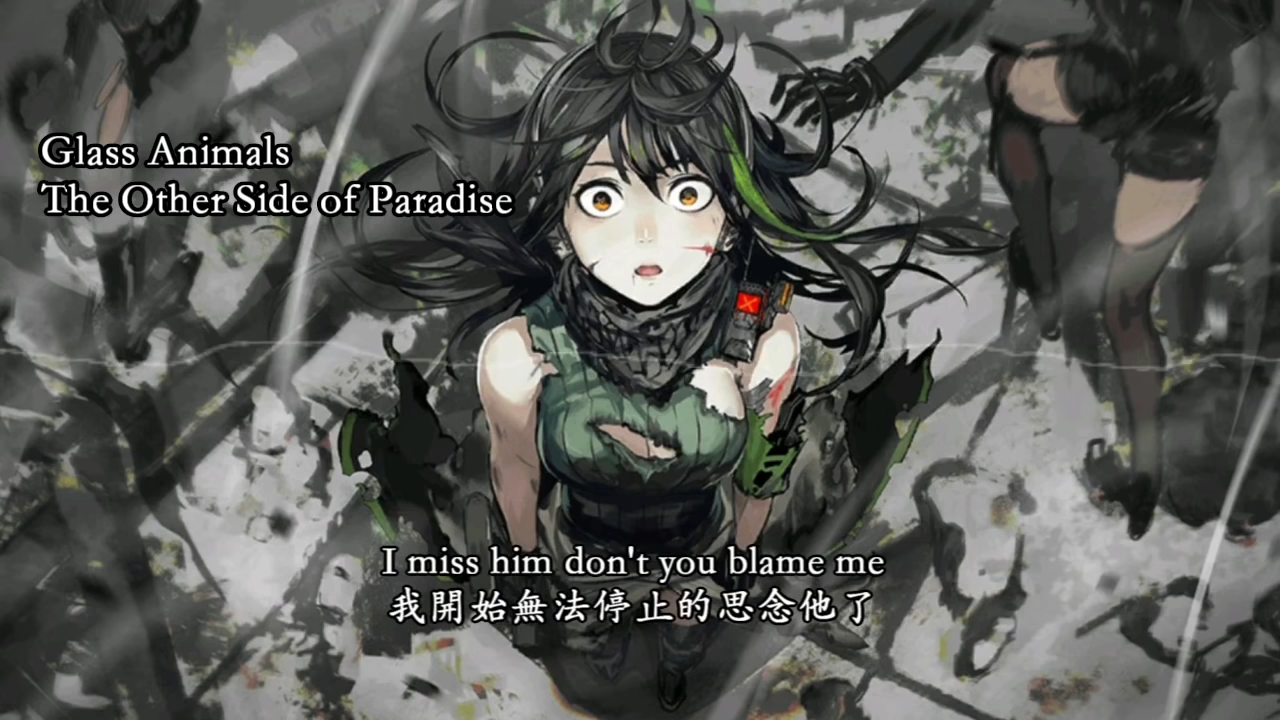 Glass Animals
The Other Side of Paradise
I miss him don't you blame me
我開始無法停止的思念他了